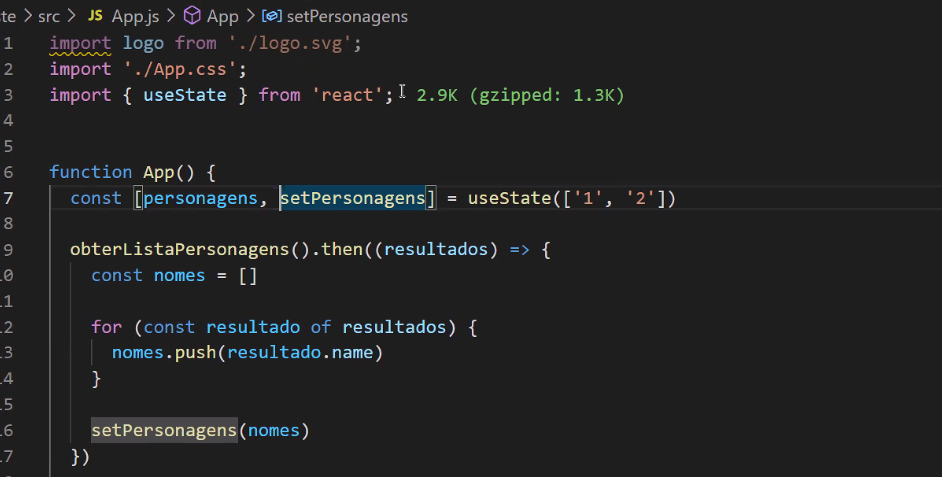 te > src > JS App.js > App > setPersonagens
1 import logo from './logo.svg';
2 import './App.css';
3 import { useState } from 'react'; 2.9K (gzipped: 1.3K)
4
5
6 function App() {
7 const [personagens, setPersonagens] = useState(['1', '2'])
8
9 obterListaPersonagens().then((resultados) => {
10 const nomes = []
11
12 for (const resultado of resultados) {
13 nomes.push(resultado.name)
14 }
15
16 setPersonagens(nomes)
17 })